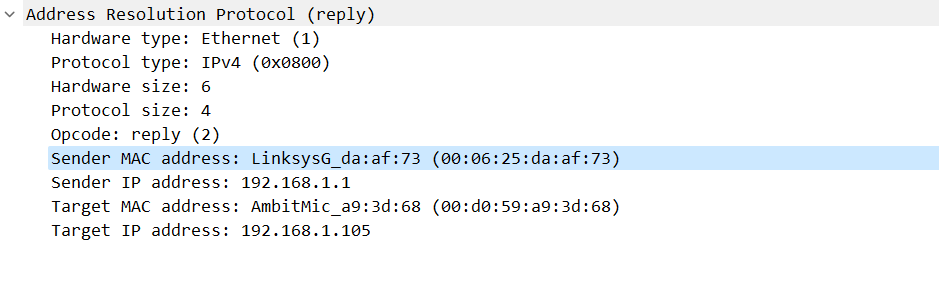 Address Resolution Protocol (reply)
Hardware type: Ethernet (1)
Protocol type: IPv4 (0x0800)
Hardware size: 6
Protocol size: 4
Opcode: reply (2)
Sender MAC address: LinksysG_da:af:73 (00:06:25:da:af:73)
Sender IP address: 192.168.1.1
Target MAC address: AmbitMic_a9:3d:68 (00:d0:59:a9:3d:68)
Target IP address: 192.168.1.105